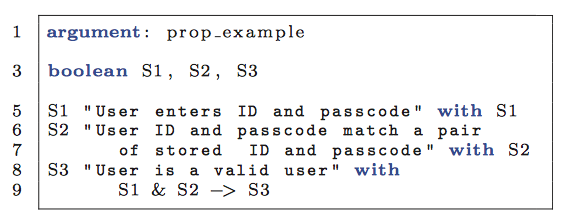 1 argument: prop_example
3 boolean S1, S2, S3
5 S1 "User enters ID and passcode" with S1
6 S2 "User ID and passcode match a pair
7 of stored ID and passcode" with S2
8 S3 "User is a valid user" with
9 S1 & S2 -> S3